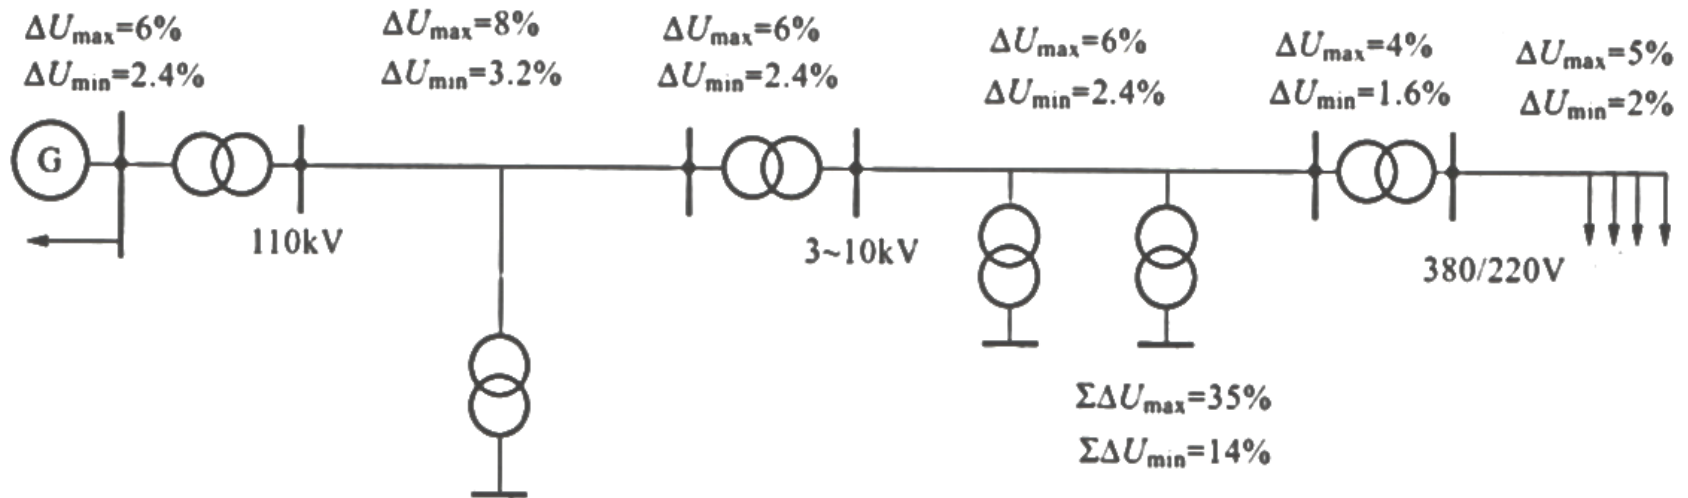 ΔUmax=6%
ΔUmin=2.4%
ΔUmax=8%
ΔUmin=3.2%
ΔUmax=6%
ΔUmin=2.4%
ΔUmax=6%
ΔUmin=2.4%
ΔUmax=4%
ΔUmin=1.6%
ΔUmax=5%
ΔUmin=2%
G
110kV
3~10kV
380/220V
ΣΔUmax=35%
ΣΔUmin=14%